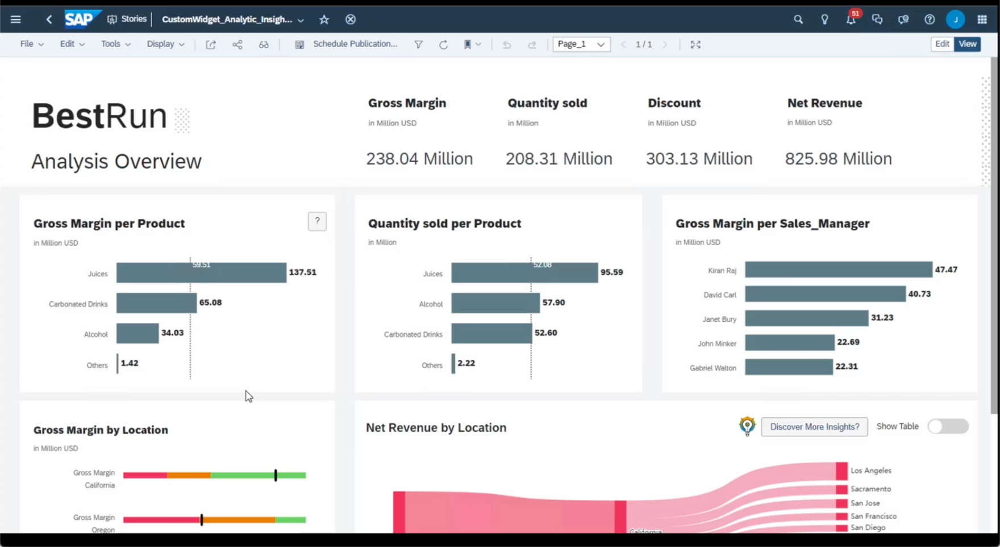 SAP Stories CustomWidget_Analytic_Insigh... 51 J
File Edit Tools Display Schedule Publication... Page_1 1/1 Edit View
BestRun
Analysis Overview
Gross Margin
in Million USD
238.04 Million
Quantity sold
in Million
208.31 Million
Discount
in Million USD
303.13 Million
Net Revenue
in Million USD
825.98 Million
Gross Margin per Product
?
in Million USD
59.51
Juices 137.51
Carbonated Drinks 65.08
Alcohol 34.03
Others 1.42
Quantity sold per Product
in Million
52.08
Juices 95.59
Alcohol 57.90
Carbonated Drinks 52.60
Others 2.22
Gross Margin per Sales_Manager
in Million USD
Kiran Raj 47.47
David Carl 40.73
Janet Bury 31.23
John Minker 22.69
Gabriel Walton 22.31
Gross Margin by Location
in Million USD
Gross Margin
California
Gross Margin
Oregon
Net Revenue by Location
Discover More Insights?
Show Table
Los Angeles
Sacramento
San Jose
San Francisco
San Diego
California